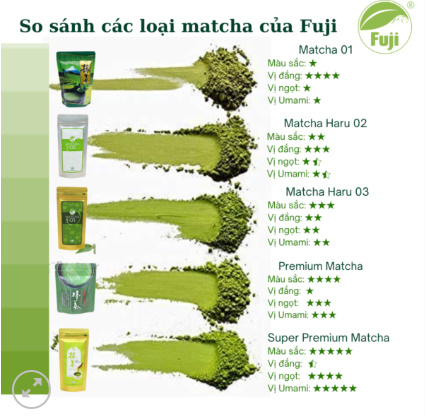 So sánh các loại matcha của Fuji
Fuji
®
Matcha 01
Màu sắc: ★
Vị đắng: ★★★★
Vị ngọt: ★
Vị Umami: ★
Matcha Haru 02
Màu sắc: ★★
Vị đắng: ★★★
Vị ngọt: ★⯪
Vị Umami: ★⯪
Matcha Haru 03
Màu sắc: ★★★
Vị đắng: ★★
Vị ngọt: ★★
Vị Umami: ★★
Premium Matcha
Màu sắc: ★★★★
Vị đắng: ★
Vị ngọt: ★★★
Vị Umami: ★★★
Super Premium Matcha
Màu sắc: ★★★★★
Vị đắng: ⯪
Vị ngọt: ★★★★
Vị Umami: ★★★★★